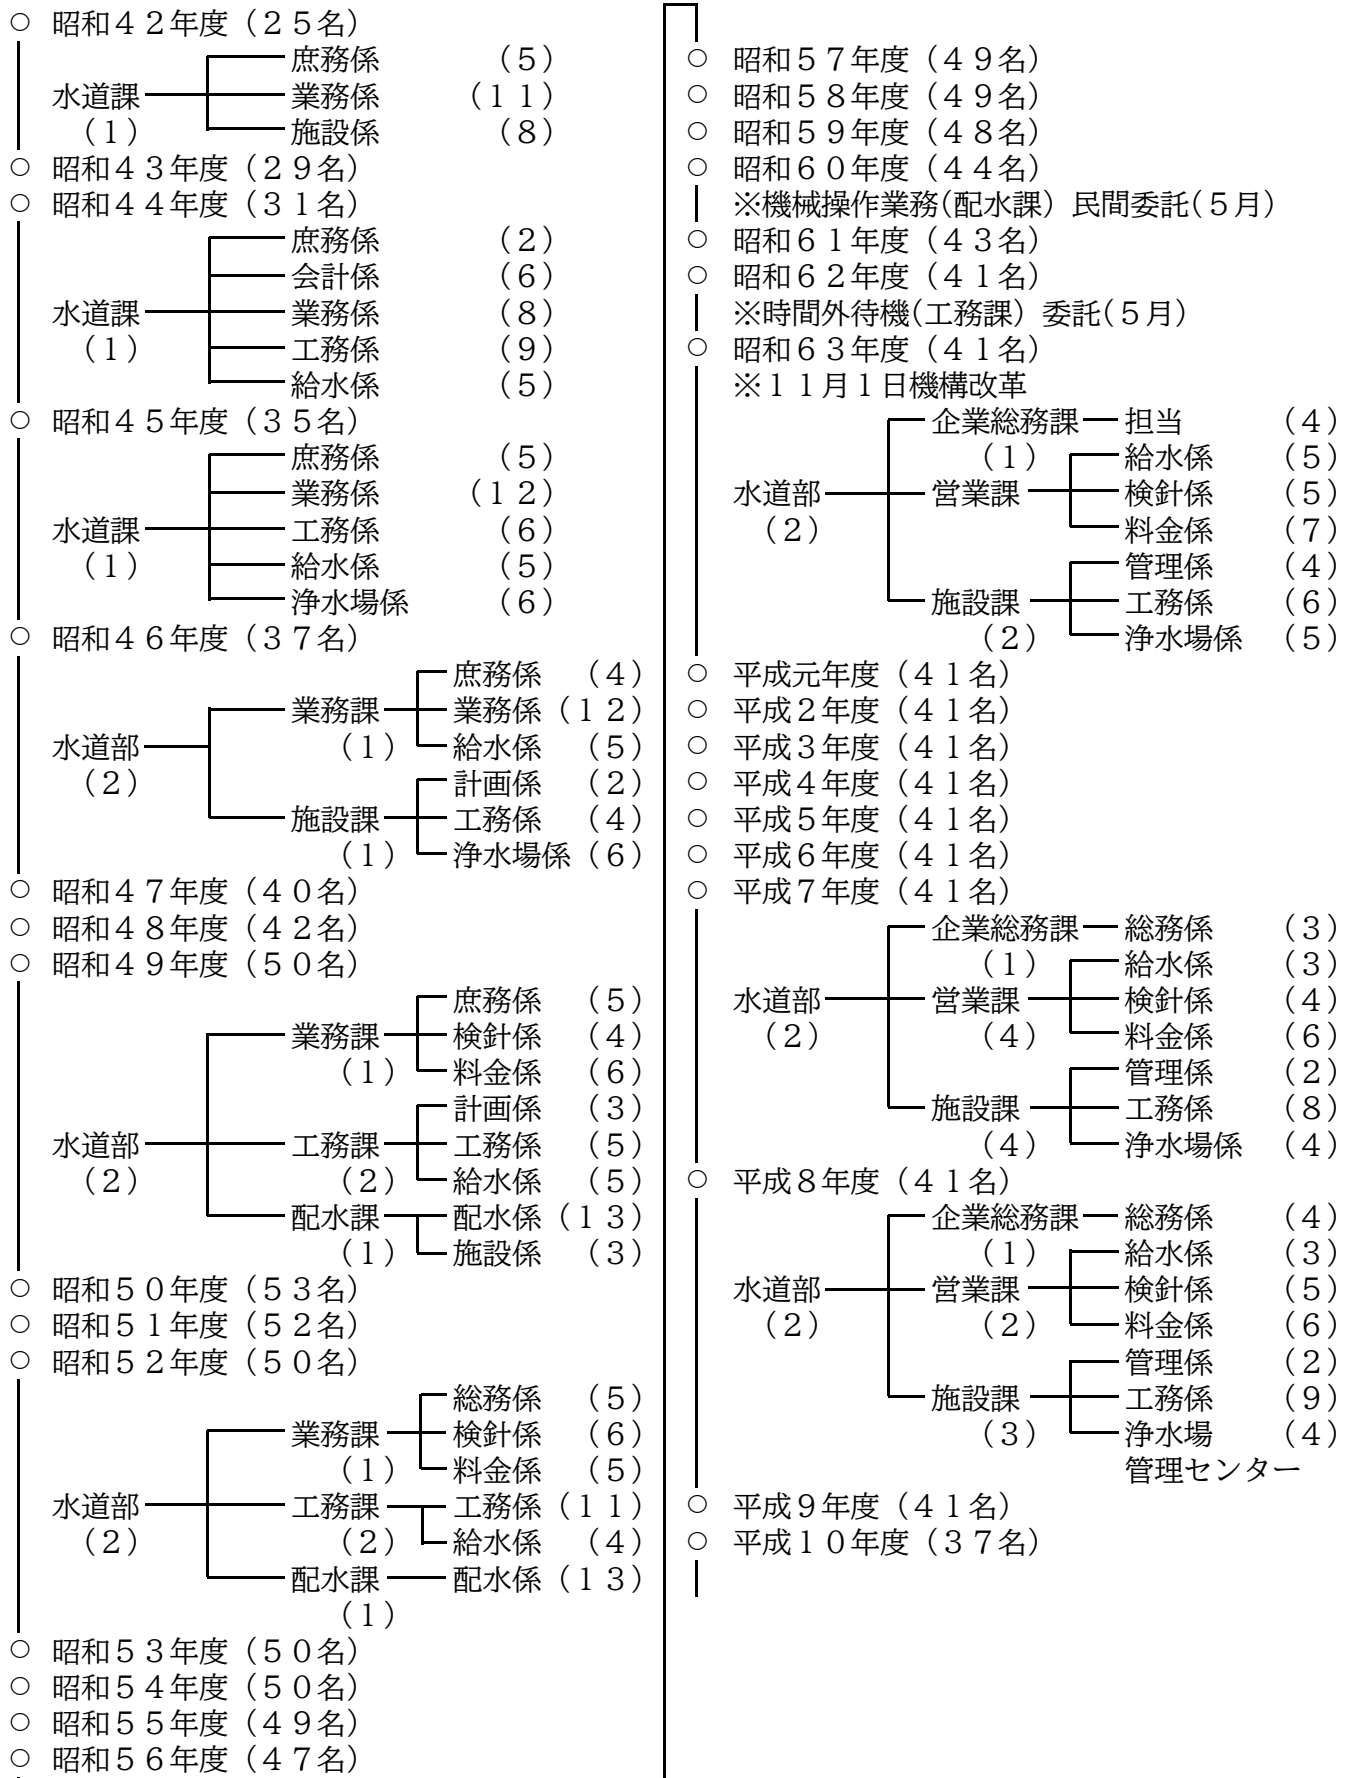 ○ 昭和４２年度（２５名）
庶務係 （５）
水道課 業務係 （１１）
（１） 施設係 （８）
○ 昭和４３年度（２９名）
○ 昭和４４年度（３１名）
庶務係 （２）
会計係 （６）
水道課 業務係 （８）
（１） 工務係 （９）
給水係 （５）
○ 昭和４５年度（３５名）
庶務係 （５）
業務係 （１２）
水道課 工務係 （６）
（１） 給水係 （５）
浄水場係 （６）
○ 昭和４６年度（３７名）
庶務係 （４）
業務課 業務係（１２）
水道部 （１） 給水係 （５）
（２） 計画係 （２）
施設課 工務係 （４）
（１） 浄水場係（６）
○ 昭和４７年度（４０名）
○ 昭和４８年度（４２名）
○ 昭和４９年度（５０名）
庶務係 （５）
業務課 検針係 （４）
（１） 料金係 （６）
計画係 （３）
水道部 工務課 工務係 （５）
（２） （２） 給水係 （５）
配水課 配水係（１３）
（１） 施設係 （３）
○ 昭和５０年度（５３名）
○ 昭和５１年度（５２名）
○ 昭和５２年度（５０名）
総務係 （５）
業務課 検針係 （６）
（１） 料金係 （５）
水道部 工務課 工務係（１１）
（２） （２） 給水係 （４）
配水課 配水係（１３）
（１）
○ 昭和５３年度（５０名）
○ 昭和５４年度（５０名）
○ 昭和５５年度（４９名）
○ 昭和５６年度（４７名）
○ 昭和５７年度（４９名）
○ 昭和５８年度（４９名）
○ 昭和５９年度（４８名）
○ 昭和６０年度（４４名）
※機械操作業務(配水課）民間委託(５月）
○ 昭和６１年度（４３名）
○ 昭和６２年度（４１名）
※時間外待機(工務課）委託(５月）
○ 昭和６３年度（４１名）
※１１月１日機構改革
企業総務課 担当 （４）
（１） 給水係 （５）
水道部 営業課 検針係 （５）
（２） 料金係 （７）
管理係 （４）
施設課 工務係 （６）
（２） 浄水場係 （５）
○ 平成元年度（４１名）
○ 平成２年度（４１名）
○ 平成３年度（４１名）
○ 平成４年度（４１名）
○ 平成５年度（４１名）
○ 平成６年度（４１名）
○ 平成７年度（４１名）
企業総務課 総務係 （３）
（１） 給水係 （３）
水道部 営業課 検針係 （４）
（２） （４） 料金係 （６）
管理係 （２）
施設課 工務係 （８）
（４） 浄水場係 （４）
○ 平成８年度（４１名）
企業総務課 総務係 （４）
（１） 給水係 （３）
水道部 営業課 検針係 （５）
（２） （２） 料金係 （６）
管理係 （２）
施設課 工務係 （９）
（３） 浄水場 （４）
管理センター
○ 平成９年度（４１名）
○ 平成１０年度（３７名）